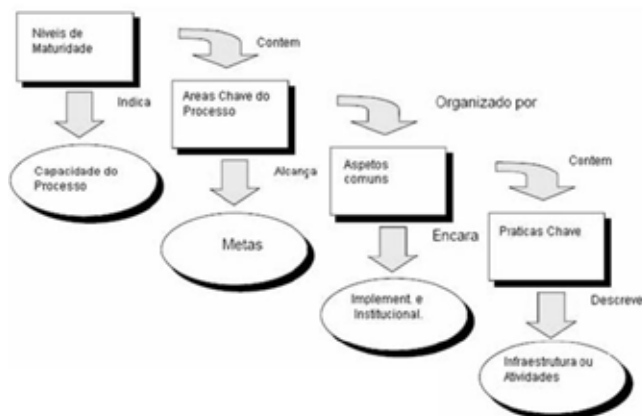 Níveis de
Maturidade
Contem
Indica
Areas Chave do
Processo
Organizado por
Capacidade do
Processo
Alcança
Aspetos
comuns
Contem
Metas
Encara
Praticas Chave
Implement. e
Institucional.
Descreve
Infraestrutura ou
Atividades